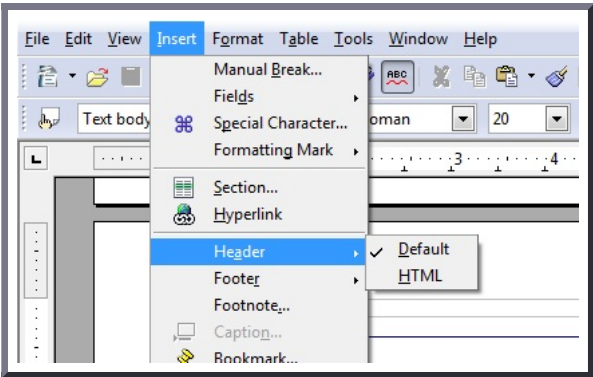 File Edit View Insert Format Table Tools Window Help
Manual Break...
ABC
Fields
Text body
Special Character...
oman
20
Formatting Mark
3
4
Section...
Hyperlink
Header
Default
HTML
Footer
Footnote...
Caption...
Bookmark...